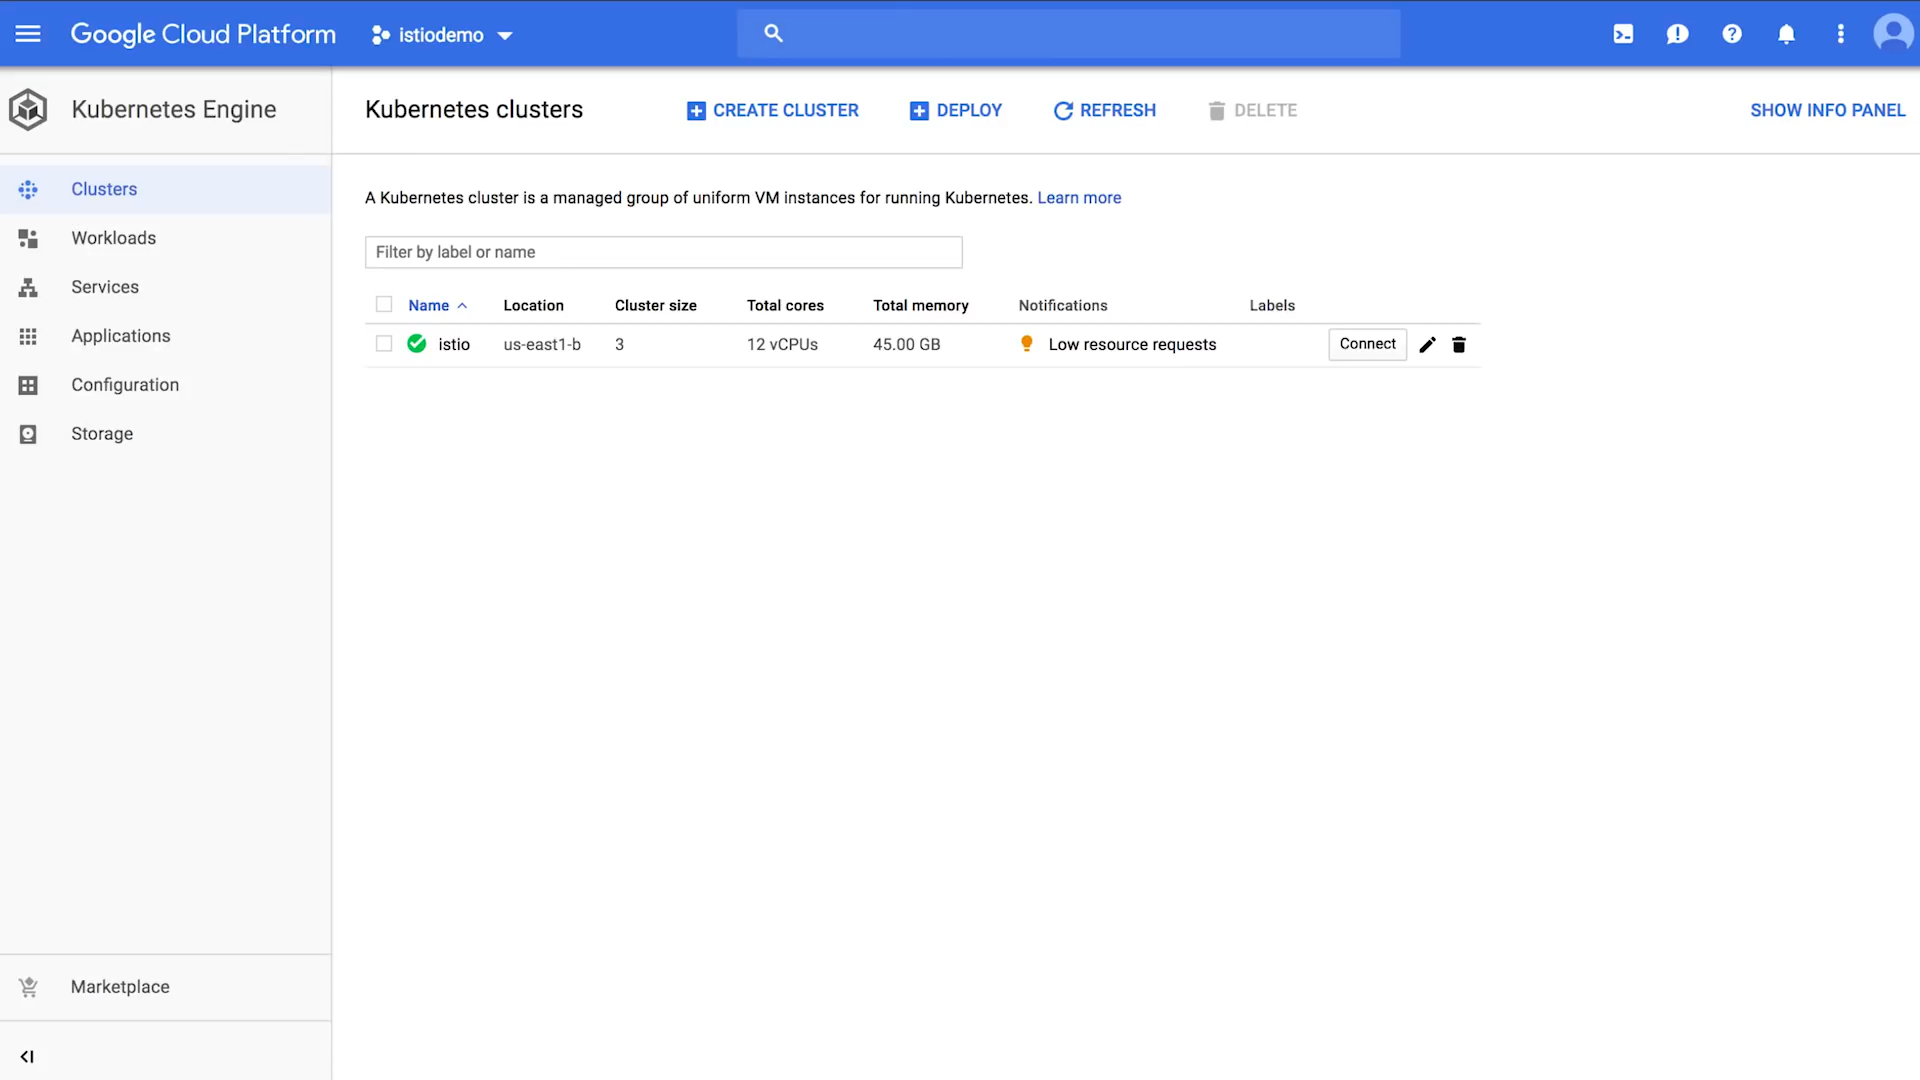 Google Cloud Platform
istiodemo
Kubernetes Engine
Kubernetes clusters
CREATE CLUSTER
DEPLOY
REFRESH
DELETE
SHOW INFO PANEL
Clusters
Workloads
Services
Applications
Configuration
Storage
Marketplace
A Kubernetes cluster is a managed group of uniform VM instances for running Kubernetes. Learn more
Filter by label or name
Name Location Cluster size Total cores Total memory Notifications Labels
istio us-east1-b 3 12 vCPUs 45.00 GB Low resource requests Connect